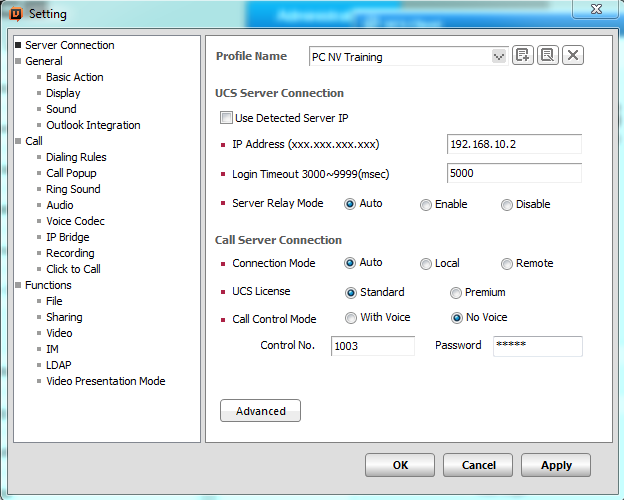 Setting
Server Connection
General
Basic Action
Display
Sound
Outlook Integration
Call
Dialing Rules
Call Popup
Ring Sound
Audio
Voice Codec
IP Bridge
Recording
Click to Call
Functions
File
Sharing
Video
IM
LDAP
Video Presentation Mode
Profile Name PC NV Training
UCS Server Connection
Use Detected Server IP
IP Address (xxx.xxx.xxx.xxx) 192.168.10.2
Login Timeout 3000~9999(msec) 5000
Server Relay Mode Auto Enable Disable
Call Server Connection
Connection Mode Auto Local Remote
UCS License Standard Premium
Call Control Mode With Voice No Voice
Control No. 1003 Password *****
Advanced
OK Cancel Apply